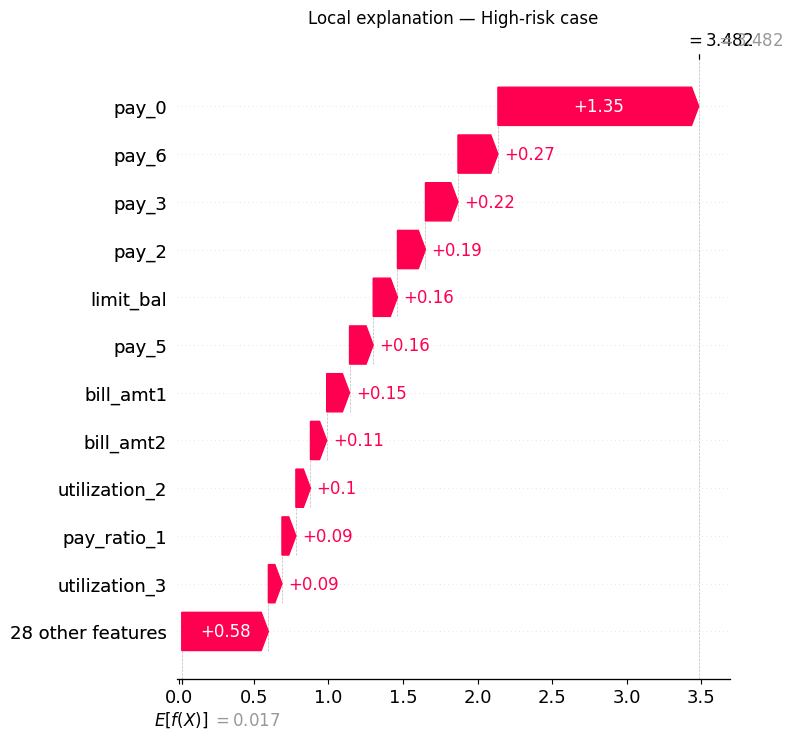 Local explanation — High-risk case
= 3.482
= 3.482
pay_0 +1.35
pay_6 +0.27
pay_3 +0.22
pay_2 +0.19
limit_bal +0.16
pay_5 +0.16
bill_amt1 +0.15
bill_amt2 +0.11
utilization_2 +0.1
pay_ratio_1 +0.09
utilization_3 +0.09
28 other features +0.58
0.0 0.5 1.0 1.5 2.0 2.5 3.0 3.5
E[f(X)] = 0.017